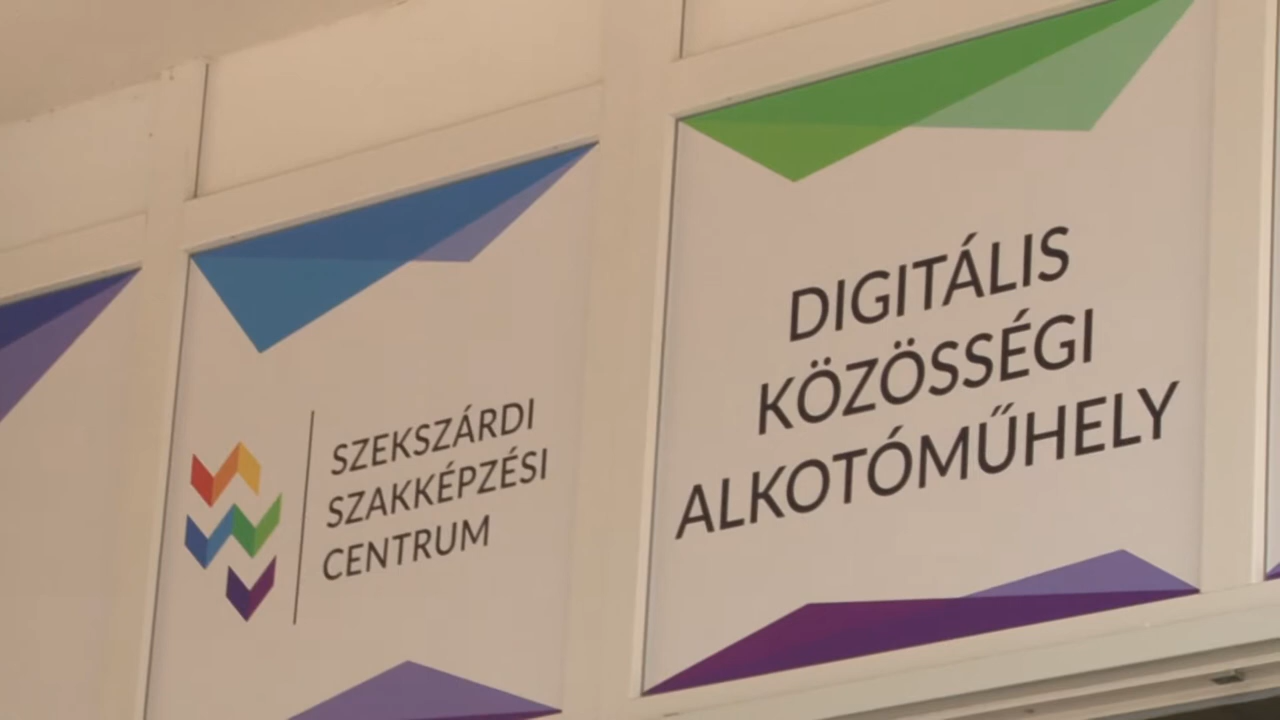 SZEKSZÁRDI
SZAKKÉPZÉSI
CENTRUM
DIGITÁLIS
KÖZÖSSÉGI
ALKOTÓMŰHELY